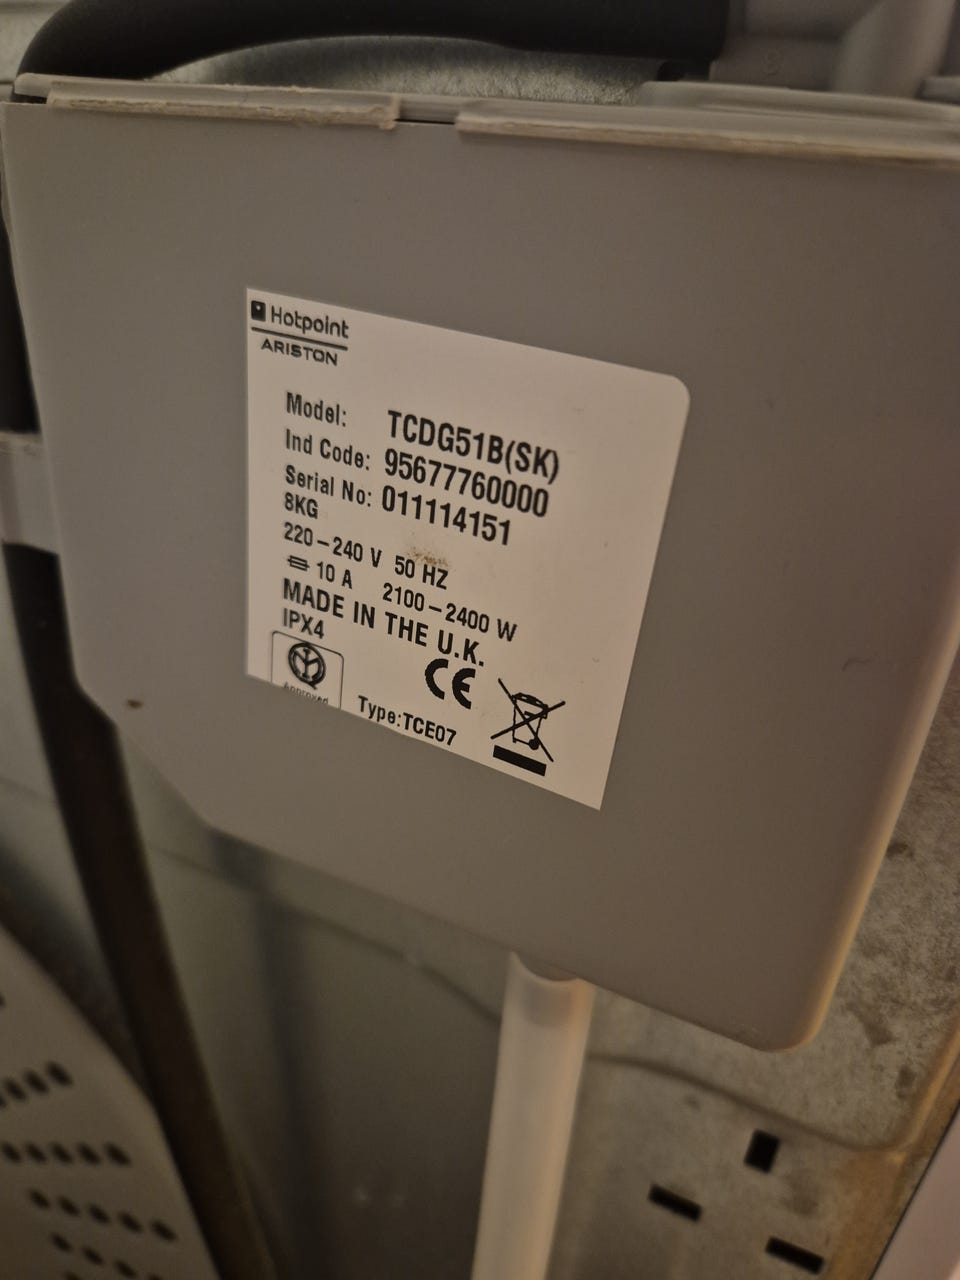 Hotpoint
ARISTON
Model: TCDG51B(SK)
Ind Code: 95677760000
Serial No: 011114151
8KG
220-240 V 50 HZ
10 A 2100-2400 W
MADE IN THE U.K.
IPX4
CE
Approved
Type:TCE07